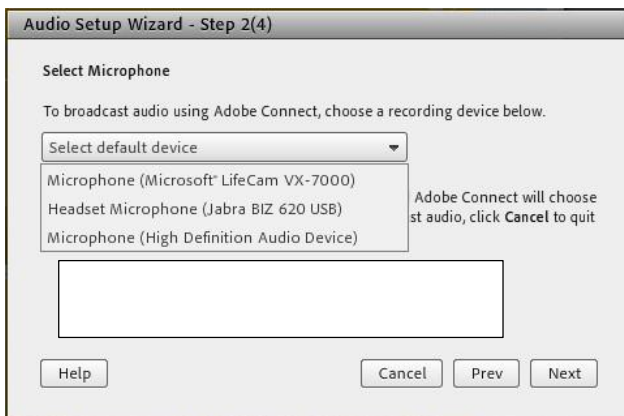 Audio Setup Wizard - Step 2(4)
Select Microphone
To broadcast audio using Adobe Connect, choose a recording device below.
Select default device
Microphone (Microsoft® LifeCam VX-7000)
Headset Microphone (Jabra BIZ 620 USB)
Microphone (High Definition Audio Device)
Adobe Connect will choose
st audio, click Cancel to quit
Help
Cancel Prev Next